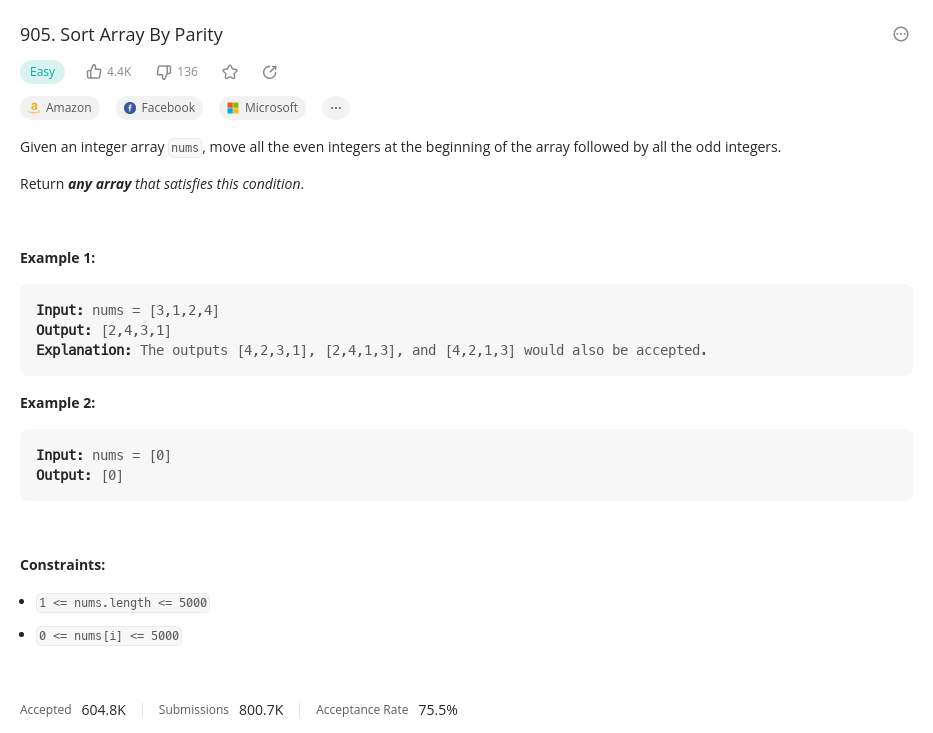 905. Sort Array By Parity
Easy 4.4K 136
Amazon Facebook Microsoft ...
Given an integer array nums, move all the even integers at the beginning of the array followed by all the odd integers.
Return any array that satisfies this condition.
Example 1:
Input: nums = [3,1,2,4]
Output: [2,4,3,1]
Explanation: The outputs [4,2,3,1], [2,4,1,3], and [4,2,1,3] would also be accepted.
Example 2:
Input: nums = [0]
Output: [0]
Constraints:
1 <= nums.length <= 5000
0 <= nums[i] <= 5000
Accepted 604.8K Submissions 800.7K Acceptance Rate 75.5%